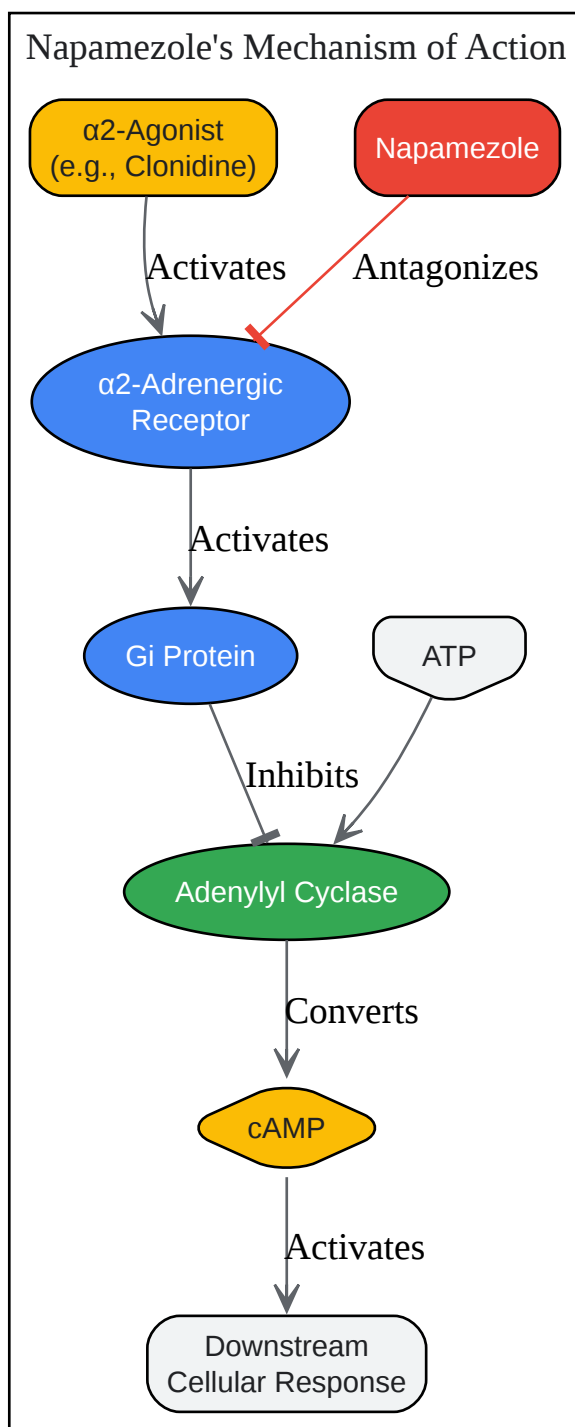 Napamezole's Mechanism of Action
α2-Agonist
(e.g., Clonidine)
Napamezole
Activates
Antagonizes
α2-Adrenergic
Receptor
Activates
Gi Protein
ATP
Inhibits
Adenylyl Cyclase
Converts
cAMP
Activates
Downstream
Cellular Response